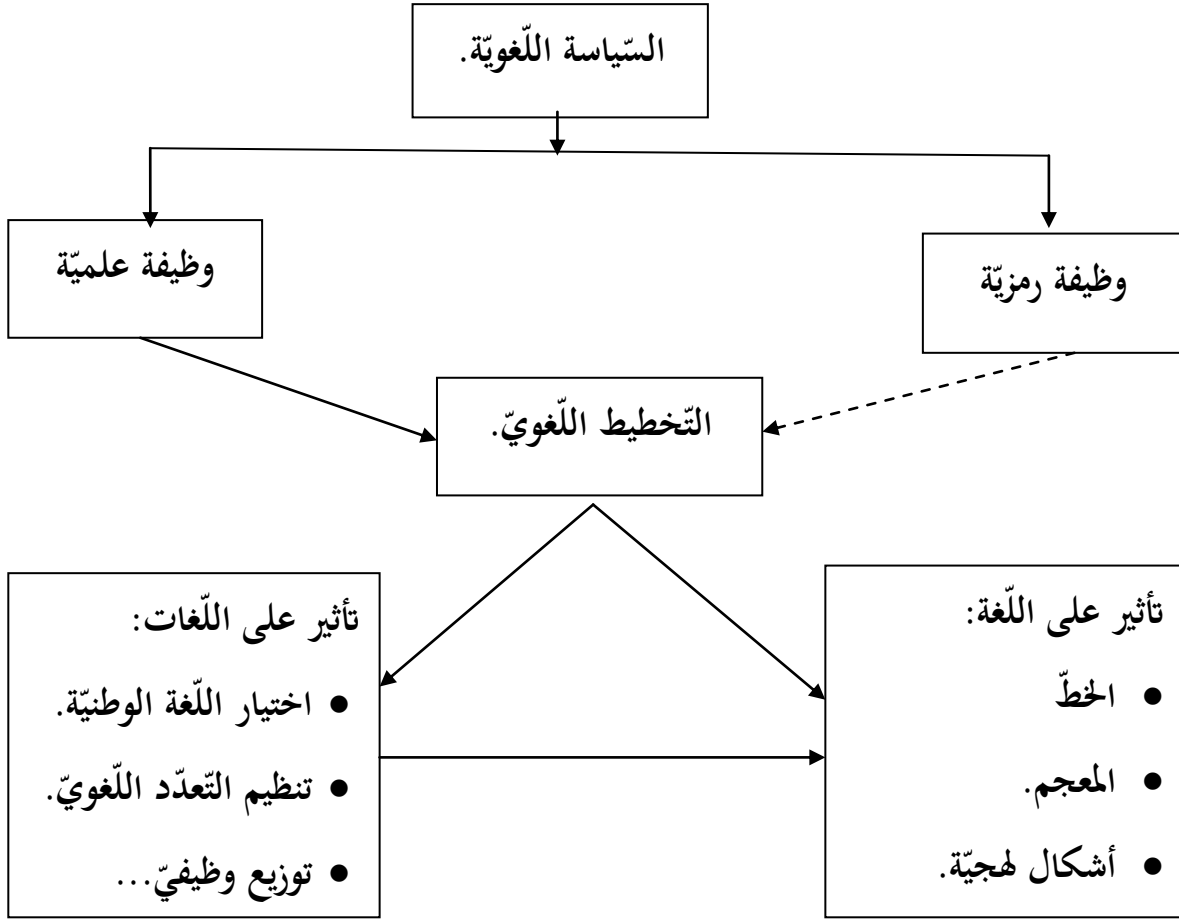 السّياسة اللّغويّة.
وظيفة رمزيّة
وظيفة علميّة
التّخطيط اللّغويّ.
تأثير على اللّغة:
● الخطّ
● المعجم.
● أشكال لهجيّة.
تأثير على اللّغات:
● اختيار اللّغة الوطنيّة.
● تنظيم التّعدّد اللّغويّ.
● توزيع وظيفيّ...